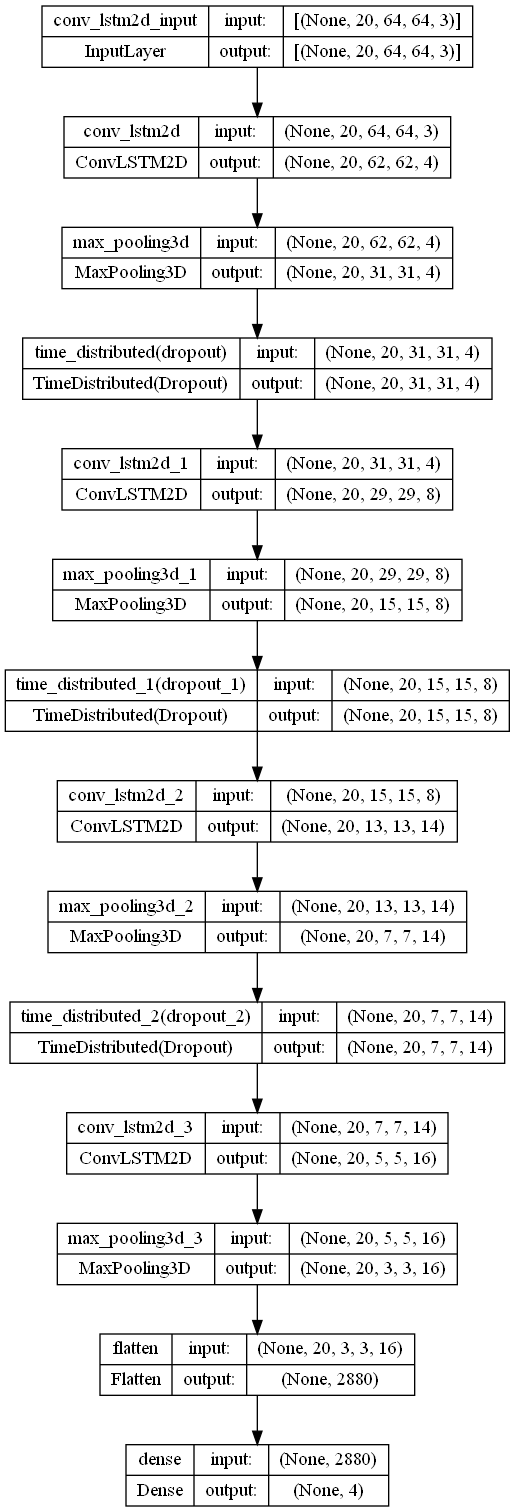 conv_lstm2d_input input: [(None, 20, 64, 64, 3)]
InputLayer output: [(None, 20, 64, 64, 3)]
conv_lstm2d input: (None, 20, 64, 64, 3)
ConvLSTM2D output: (None, 20, 62, 62, 4)
max_pooling3d input: (None, 20, 62, 62, 4)
MaxPooling3D output: (None, 20, 31, 31, 4)
time_distributed(dropout) input: (None, 20, 31, 31, 4)
TimeDistributed(Dropout) output: (None, 20, 31, 31, 4)
conv_lstm2d_1 input: (None, 20, 31, 31, 4)
ConvLSTM2D output: (None, 20, 29, 29, 8)
max_pooling3d_1 input: (None, 20, 29, 29, 8)
MaxPooling3D output: (None, 20, 15, 15, 8)
time_distributed_1(dropout_1) input: (None, 20, 15, 15, 8)
TimeDistributed(Dropout) output: (None, 20, 15, 15, 8)
conv_lstm2d_2 input: (None, 20, 15, 15, 8)
ConvLSTM2D output: (None, 20, 13, 13, 14)
max_pooling3d_2 input: (None, 20, 13, 13, 14)
MaxPooling3D output: (None, 20, 7, 7, 14)
time_distributed_2(dropout_2) input: (None, 20, 7, 7, 14)
TimeDistributed(Dropout) output: (None, 20, 7, 7, 14)
conv_lstm2d_3 input: (None, 20, 7, 7, 14)
ConvLSTM2D output: (None, 20, 5, 5, 16)
max_pooling3d_3 input: (None, 20, 5, 5, 16)
MaxPooling3D output: (None, 20, 3, 3, 16)
flatten input: (None, 20, 3, 3, 16)
Flatten output: (None, 2880)
dense input: (None, 2880)
Dense output: (None, 4)